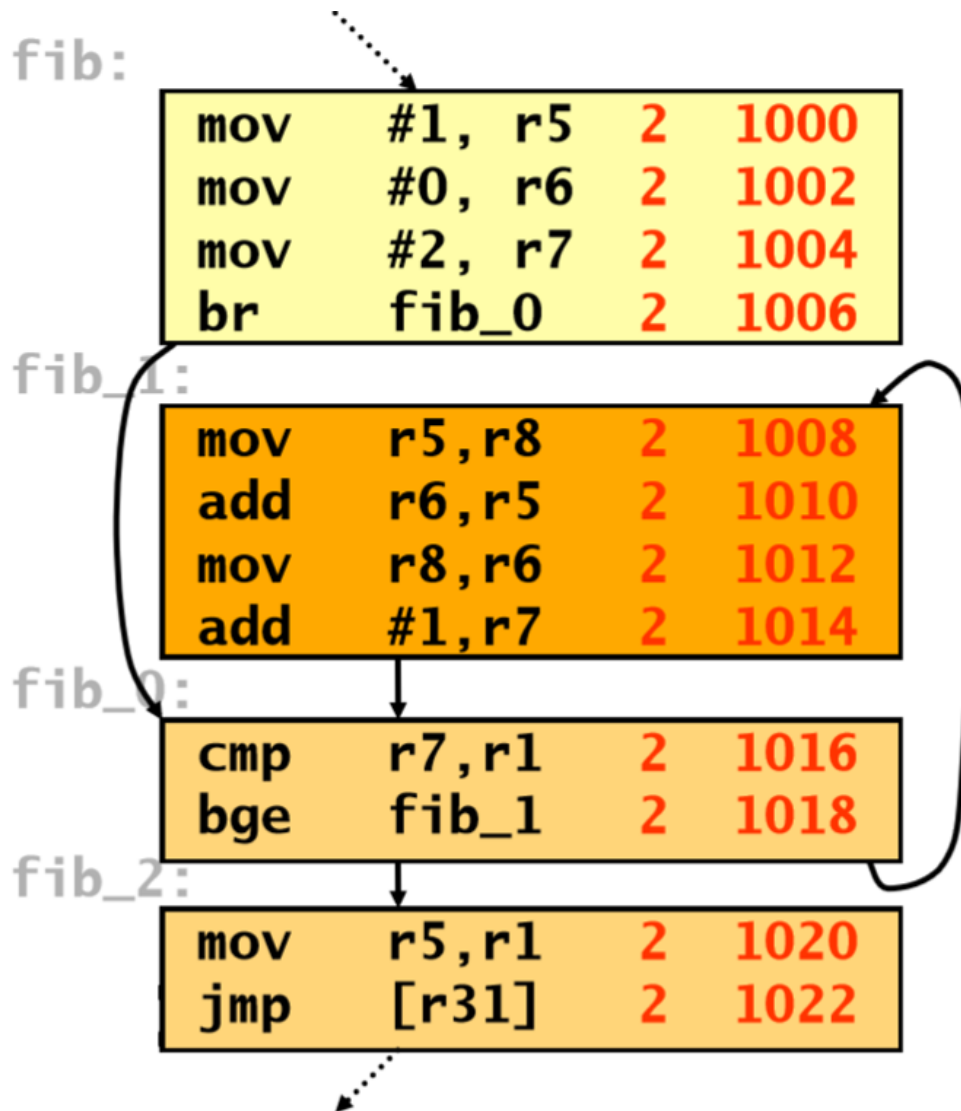 fib:
mov #1, r5 2 1000
mov #0, r6 2 1002
mov #2, r7 2 1004
br fib_0 2 1006
fib_1:
mov r5,r8 2 1008
add r6,r5 2 1010
mov r8,r6 2 1012
add #1,r7 2 1014
fib_0:
cmp r7,r1 2 1016
bge fib_1 2 1018
fib_2:
mov r5,r1 2 1020
jmp [r31] 2 1022